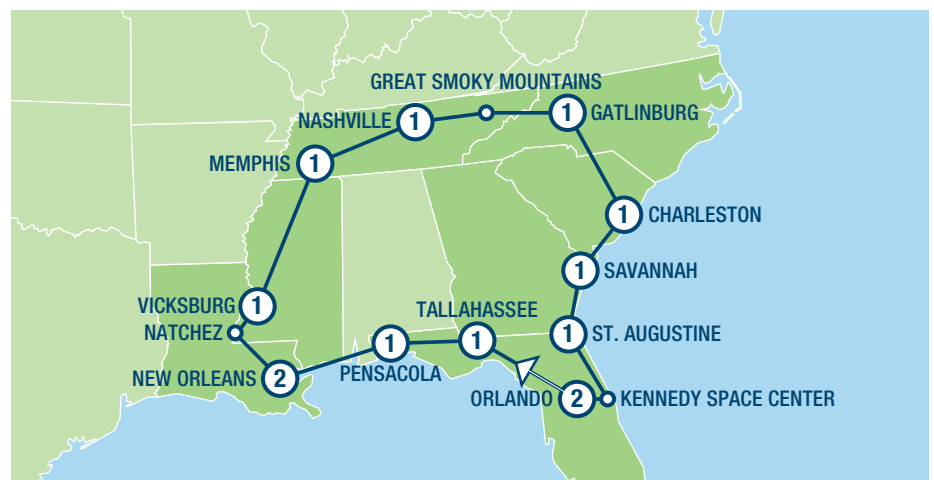 GREAT SMOKY MOUNTAINS
NASHVILLE 1
1 GATLINBURG
MEMPHIS 1
1 CHARLESTON
1 SAVANNAH
VICKSBURG 1
TALLAHASSEE
NATCHEZ
1 ST. AUGUSTINE
1
1
PENSACOLA
NEW ORLEANS 2
ORLANDO 2
KENNEDY SPACE CENTER